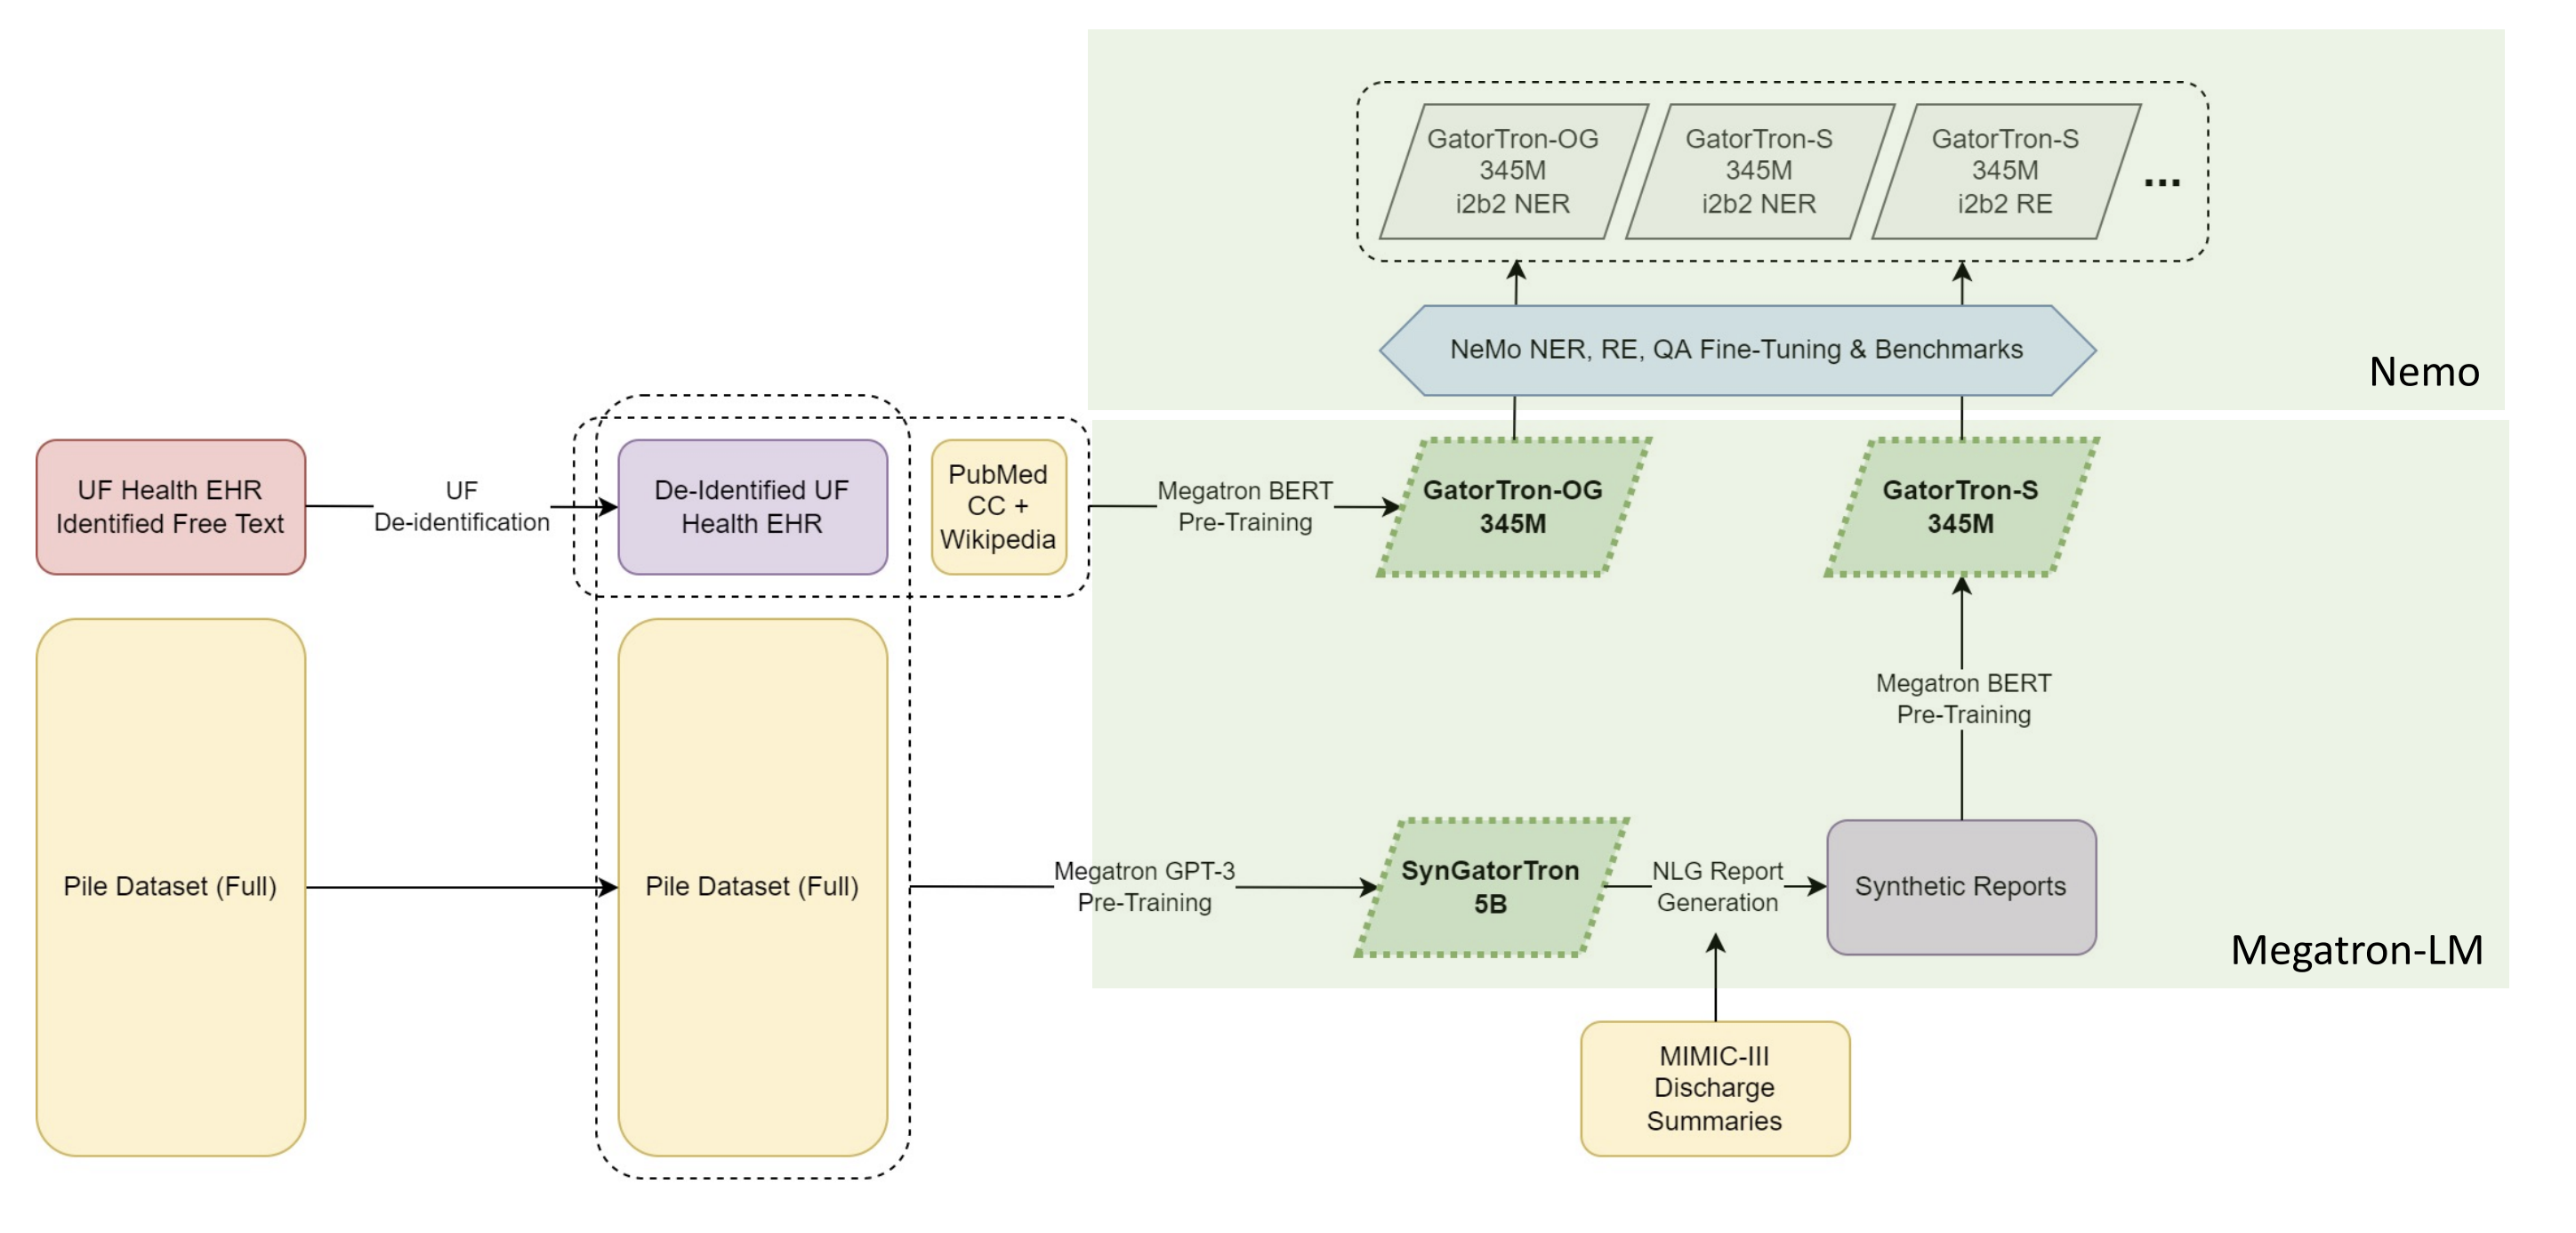 GatorTron-OG
345M
i2b2 NER
GatorTron-S
345M
i2b2 NER
GatorTron-S
345M
i2b2 RE
...
NeMo NER, RE, QA Fine-Tuning & Benchmarks
Nemo
UF Health EHR
Identified Free Text
UF
De-identification
De-Identified UF
Health EHR
PubMed
CC +
Wikipedia
Megatron BERT
Pre-Training
GatorTron-OG
345M
GatorTron-S
345M
Megatron BERT
Pre-Training
Pile Dataset (Full)
Pile Dataset (Full)
Megatron GPT-3
Pre-Training
SynGatorTron
5B
NLG Report
Generation
Synthetic Reports
Megatron-LM
MIMIC-III
Discharge
Summaries